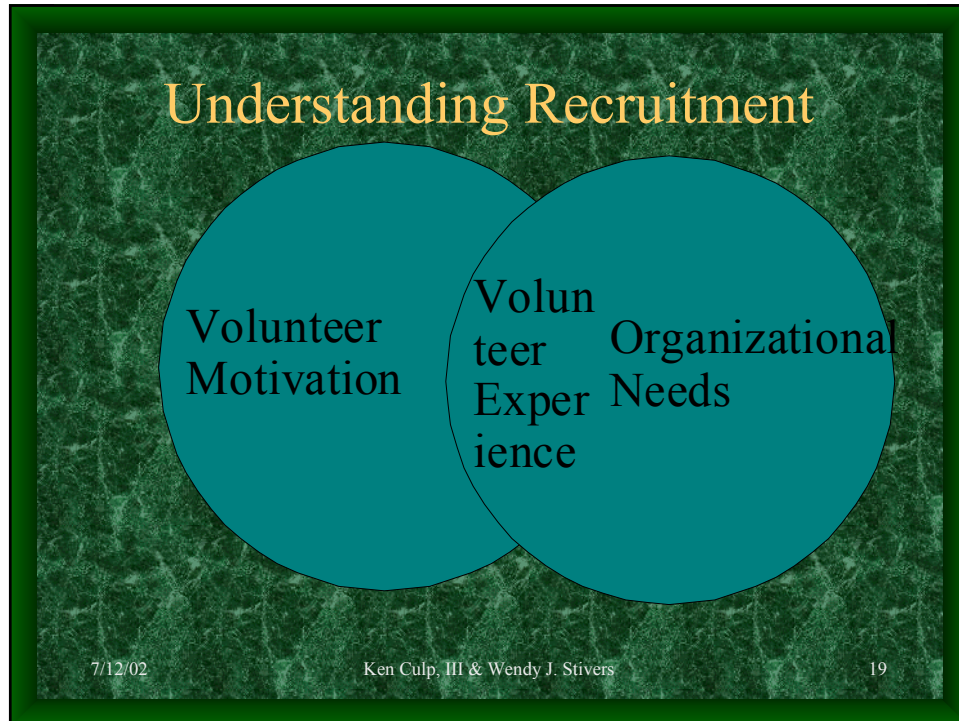 Understanding Recruitment
Volunteer
Motivation
Volun
teer
Exper
ience
Organizational
Needs
7/12/02
Ken Culp, III & Wendy J. Stivers
19